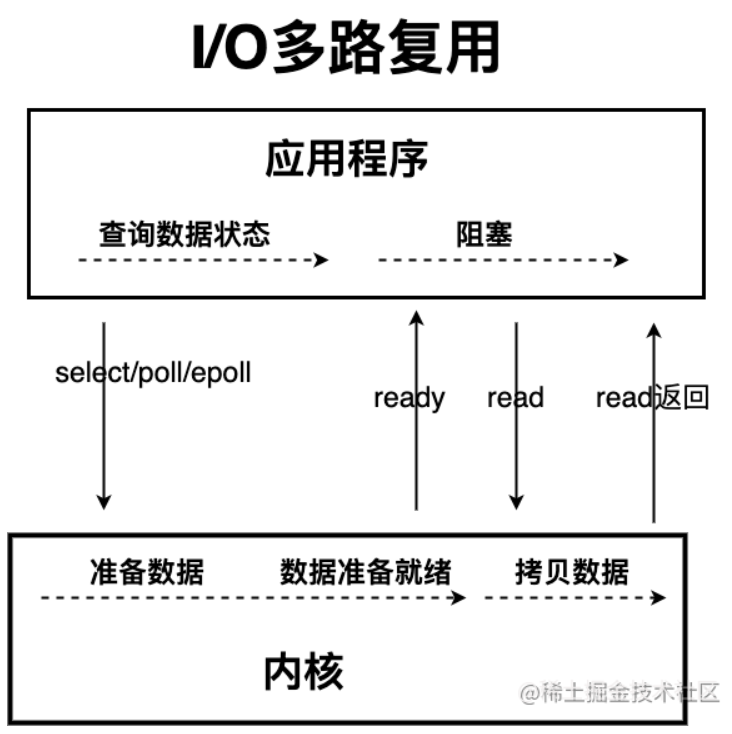 I/O多路复用
应用程序
查询数据状态
阻塞
select/poll/epoll
ready
read
read返回
准备数据
数据准备就绪
拷贝数据
内核
@稀土掘金技术社区